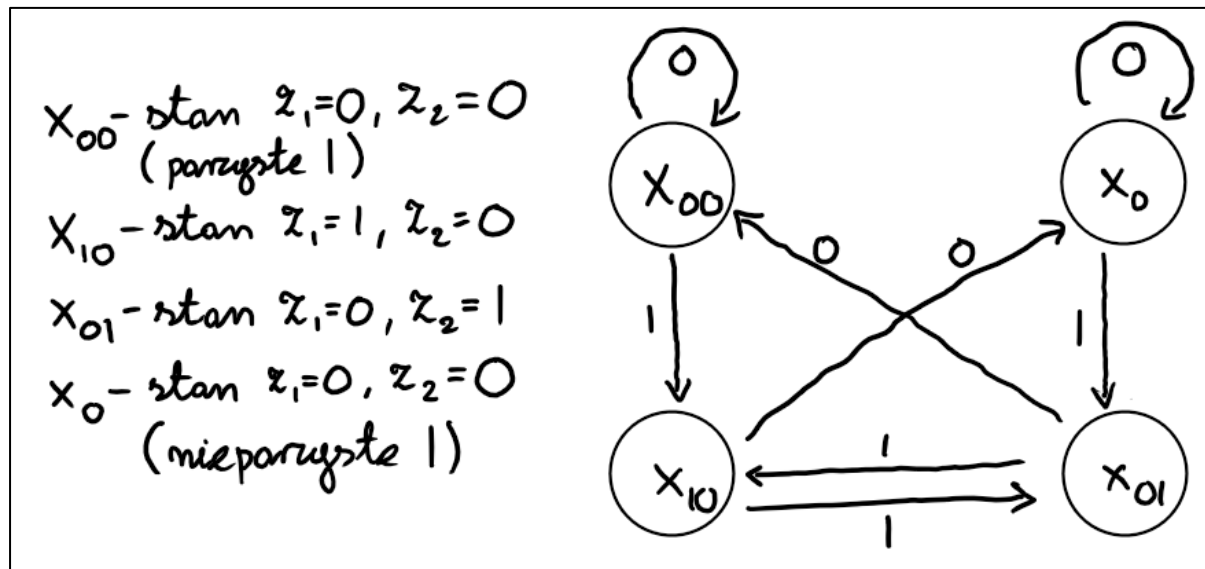 X₀₀ - stan z₁=0, z₂=0
(parzyste 1)
X₁₀ - stan z₁=1, z₂=0
X₀₁ - stan z₁=0, z₂=1
X₀ - stan z₁=0, z₂=0
(nieparzyste 1)
0
0
X₀₀
X₀
0
0
1
1
X₁₀
1
1
X₀₁